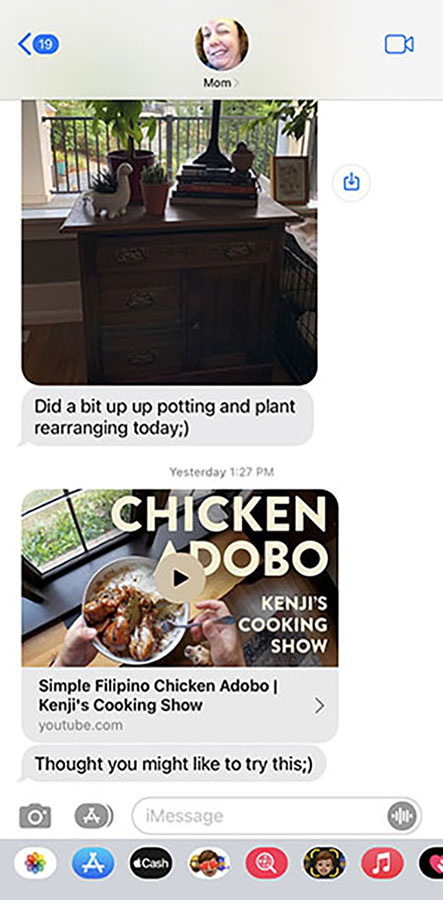 19
Mom
Did a bit up up potting and plant
rearranging today;)
Yesterday 1:27 PM
CHICKEN
ADOBO
KENJI'S
COOKING
SHOW
Simple Filipino Chicken Adobo |
Kenji's Cooking Show
youtube.com
Thought you might like to try this;)
iMessage
Cash